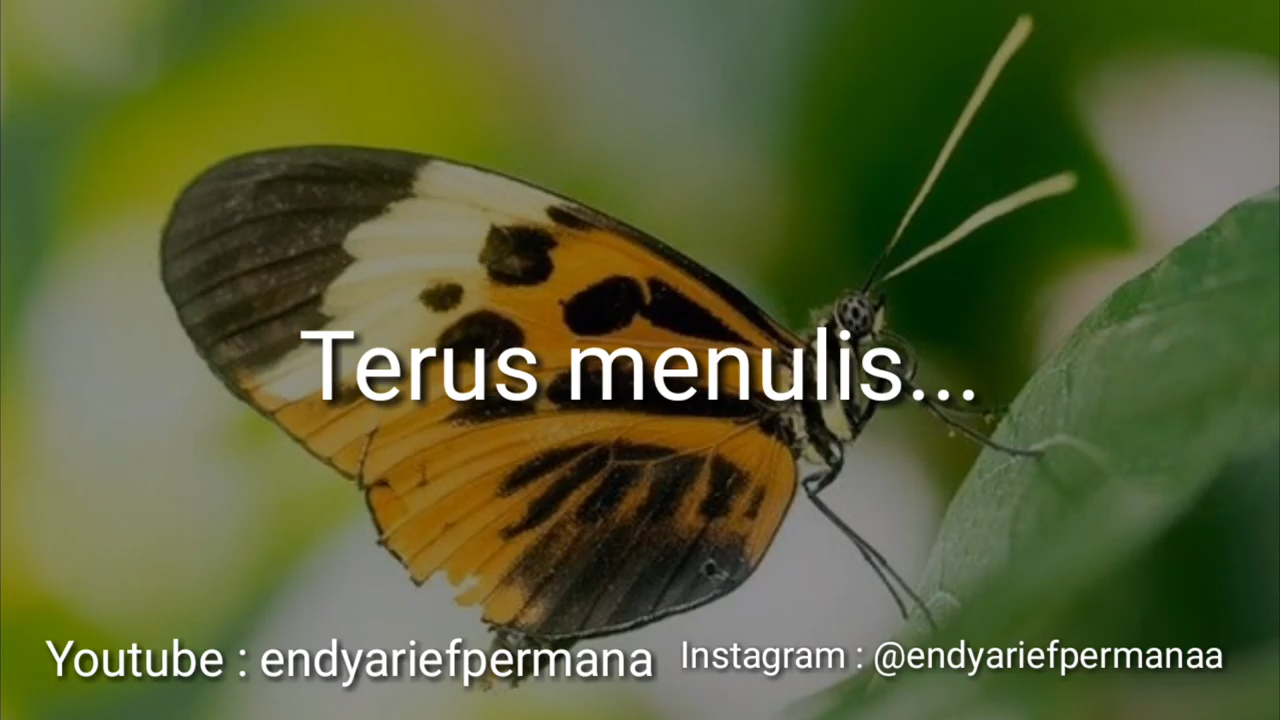 Terus menulis...
Youtube : endyariefpermana
Instagram : @endyariefpermanaa